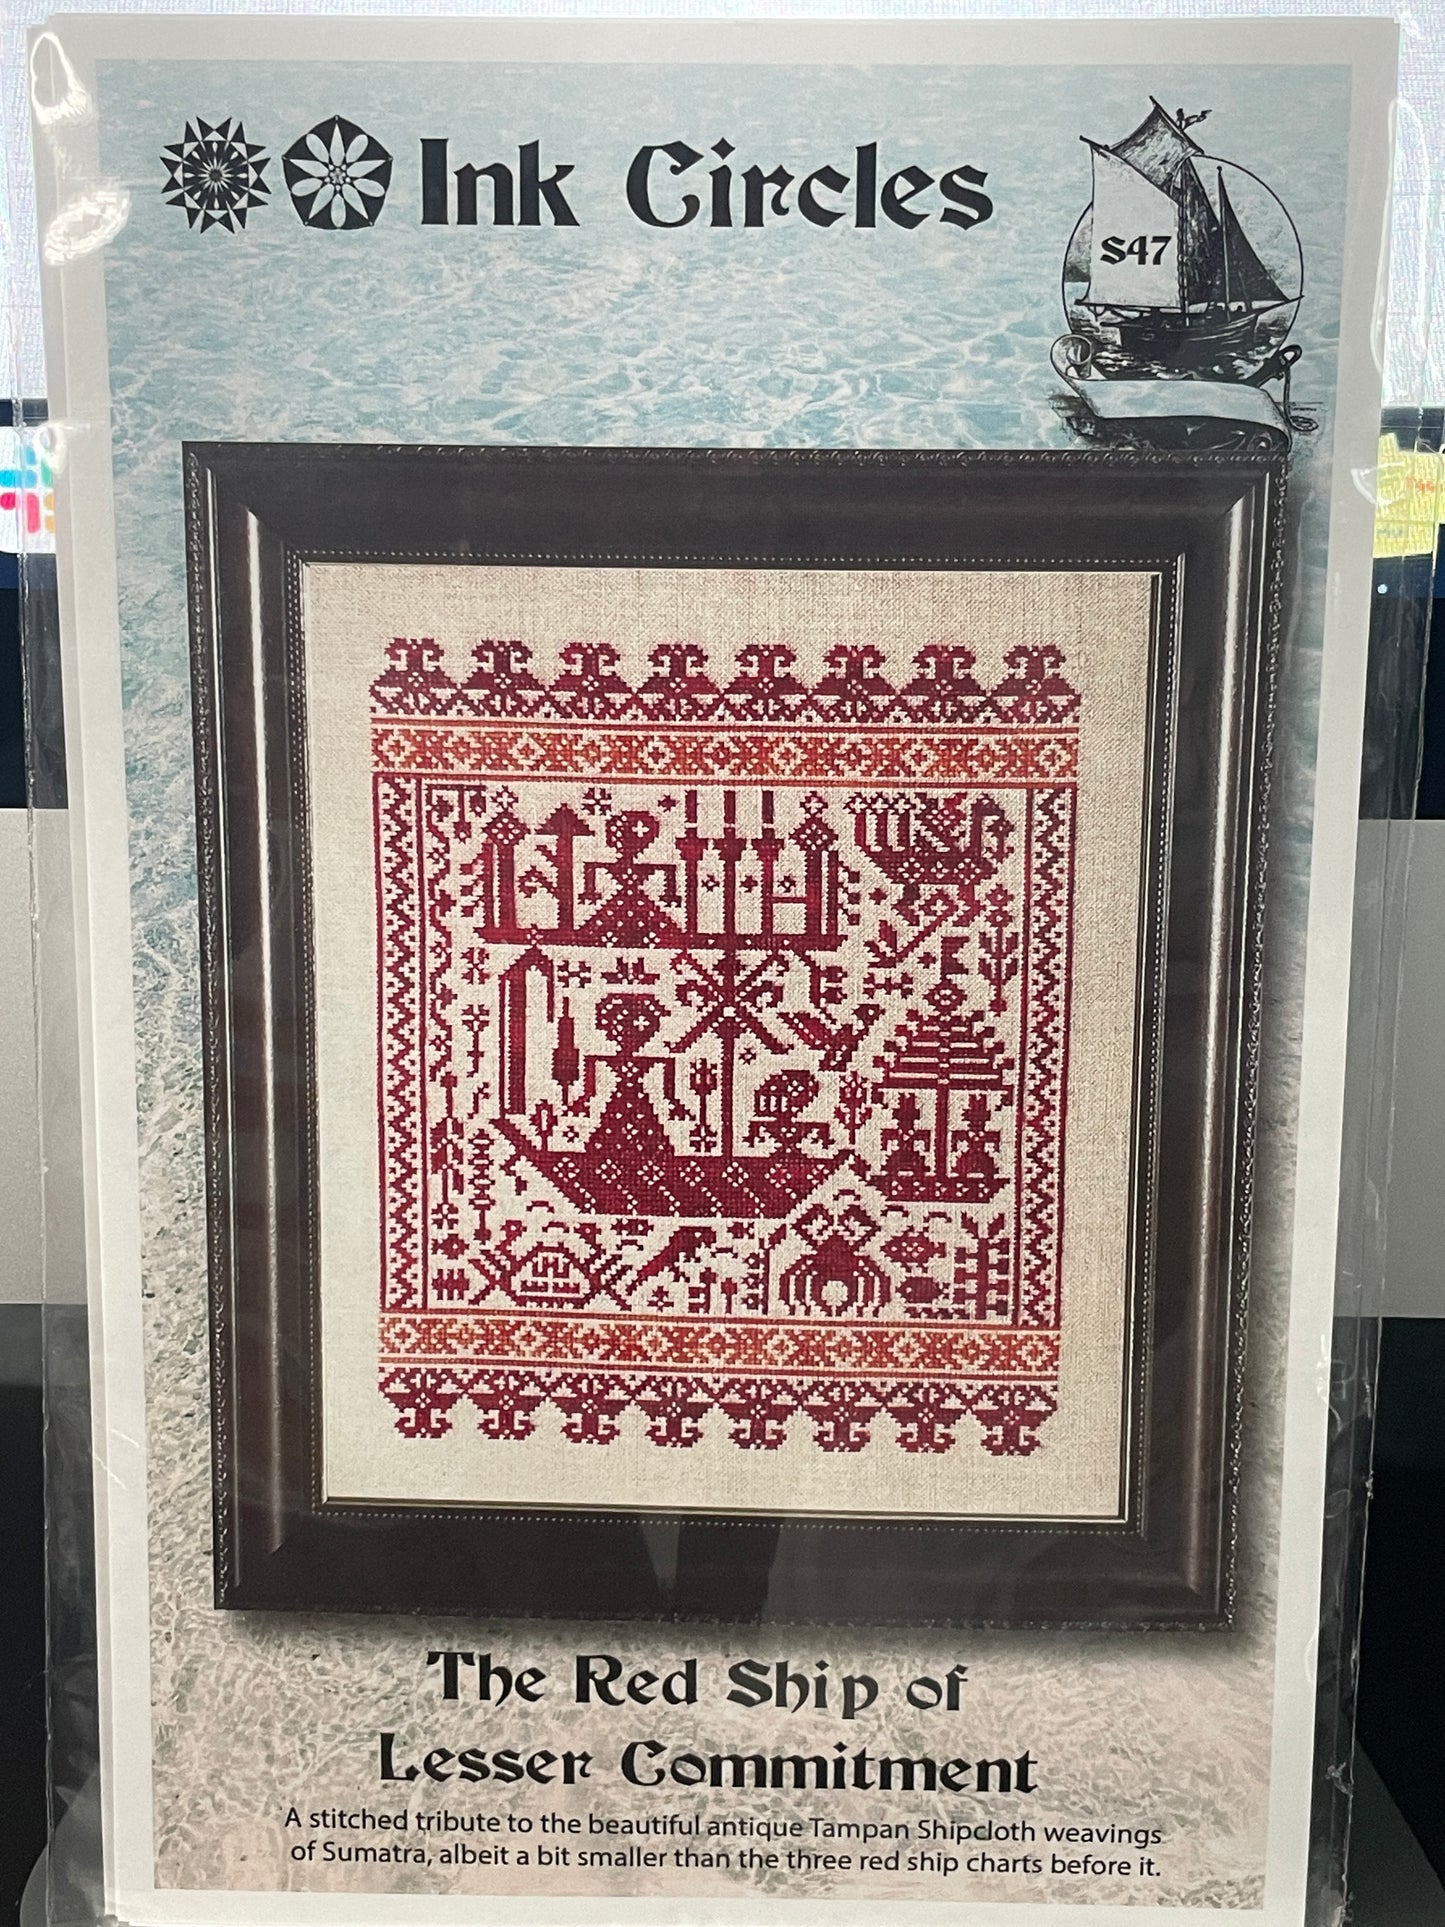 Ink Circles
S47
The Red Ship of
Lesser Commitment
A stitched tribute to the beautiful antique Tampan Shipcloth weavings
of Sumatra, albeit a bit smaller than the three red ship charts before it.